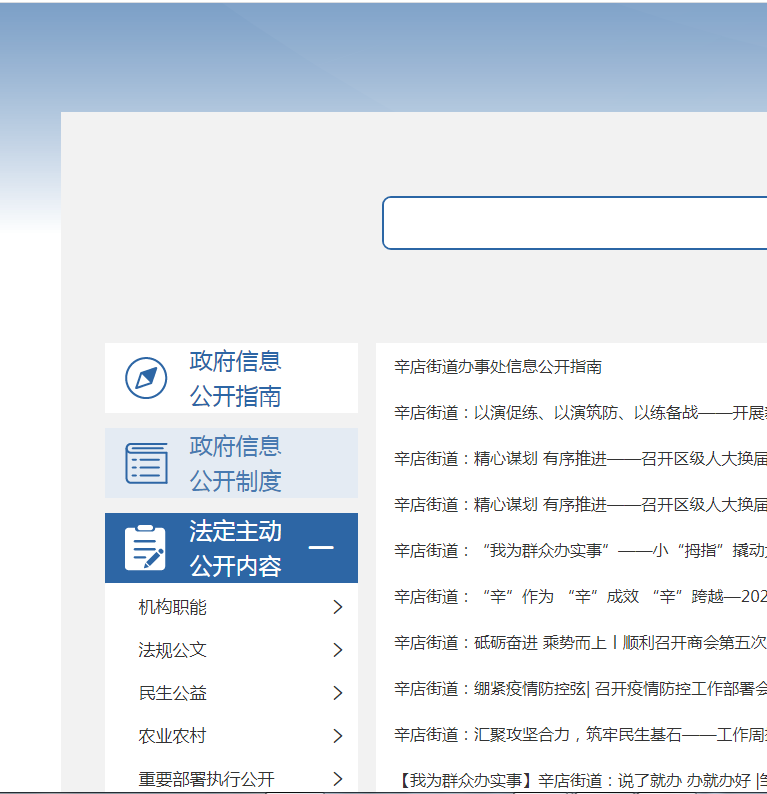 政府信息
公开指南
政府信息
公开制度
法定主动
公开内容
机构职能
法规公文
民生公益
农业农村
重要部署执行公开
辛店街道办事处信息公开指南
辛店街道：以演促练、以演筑防、以练备战——开展
辛店街道：精心谋划 有序推进——召开区级人大换届
辛店街道：精心谋划 有序推进——召开区级人大换届
辛店街道：“我为群众办实事”——小“拇指”撬动
辛店街道：“辛”作为 “辛”成效 “辛”跨越—202
辛店街道：砥砺奋进 乘势而上丨顺利召开商会第五次
辛店街道：绷紧疫情防控弦| 召开疫情防控工作部署会
辛店街道：汇聚攻坚合力，筑牢民生基石——工作周
【我为群众办实事】辛店街道：说了就办 办就办好 |